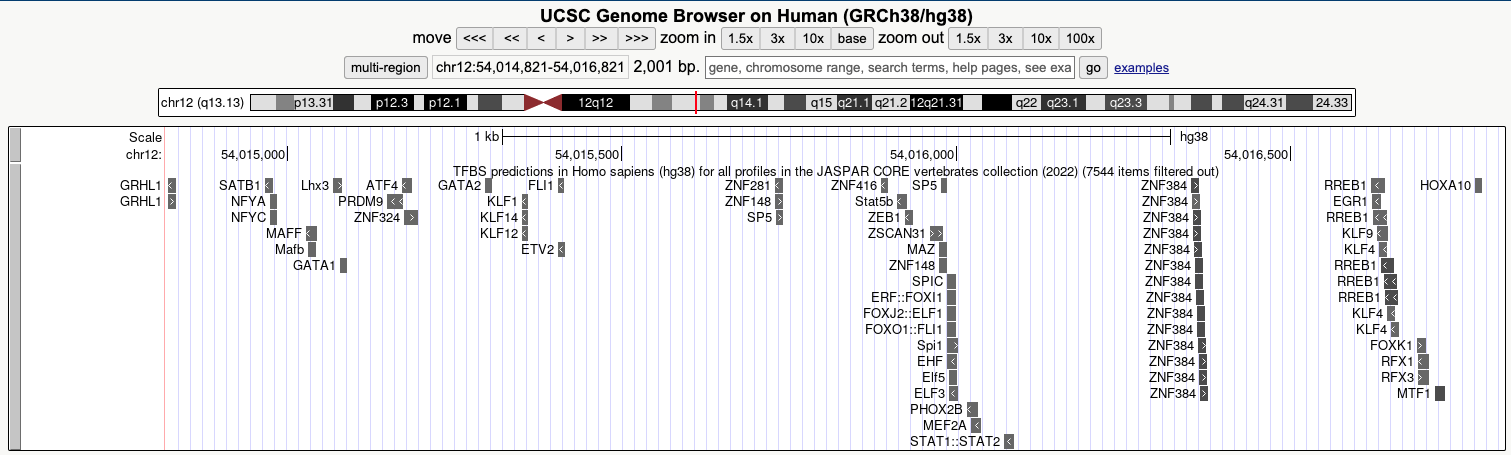 UCSC Genome Browser on Human (GRCh38/hg38)
move <<< << < > >> >>> zoom in 1.5x 3x 10x base zoom out 1.5x 3x 10x 100x
multi-region chr12:54,014,821-54,016,821 2,001 bp. gene, chromosome range, search terms, help pages, see exa go examples
chr12 (q13.13) p13.31 p12.3 p12.1 12q12 q14.1 q15 q21.1 q21.2 12q21.31 q22 q23.1 q23.3 q24.31 24.33
Scale 1 kb hg38
chr12: 54,015,000 54,015,500 54,016,000 54,016,500
TFBS predictions in Homo sapiens (hg38) for all profiles in the JASPAR CORE vertebrates collection (2022) (7544 items filtered out)
GRHL1 SATB1 Lhx3 ATF4 GATA2 FLI1 ZNF281 ZNF416 SP5 ZNF384 RREB1 HOXA10
GRHL1 NFYA PRDM9 KLF1 ZNF148 Stat5b ZNF384 EGR1
NFYC ZNF324 KLF14 SP5 ZEB1 ZNF384 RREB1
MAFF KLF12 ZSCAN31 ZNF384 KLF9
Mafb ETV2 MAZ ZNF384 KLF4
GATA1 ZNF148 ZNF384 RREB1
SPIC ZNF384 RREB1
ERF::FOXI1 ZNF384 RREB1
FOXJ2::ELF1 ZNF384 KLF4
FOXO1::FLI1 ZNF384 KLF4
Spi1 ZNF384 FOXK1
EHF ZNF384 RFX1
Elf5 ZNF384 RFX3
ELF3 ZNF384 MTF1
PHOX2B
MEF2A
STAT1::STAT2